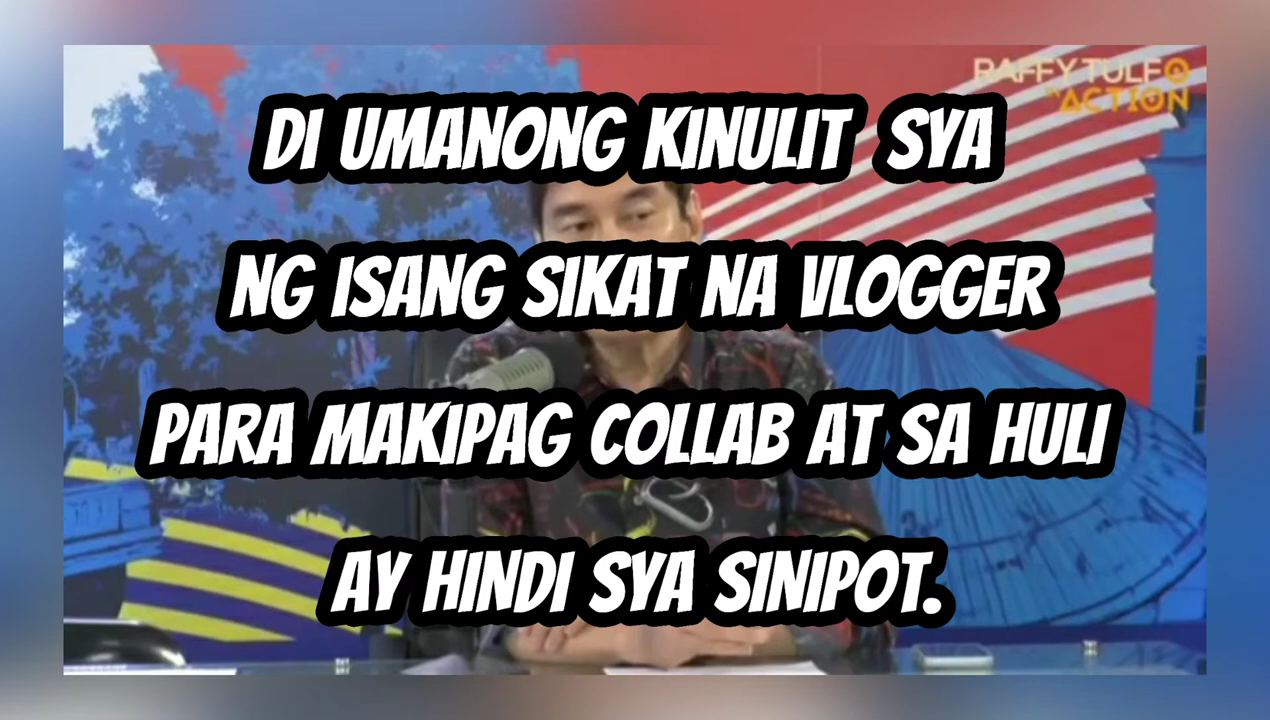 RAFFY TULFO
IN ACTION
DI UMANONG KINULIT SYA
NG ISANG SIKAT NA VLOGGER
PARA MAKIPAG COLLAB AT SA HULI
AY HINDI SYA SINIPOT.